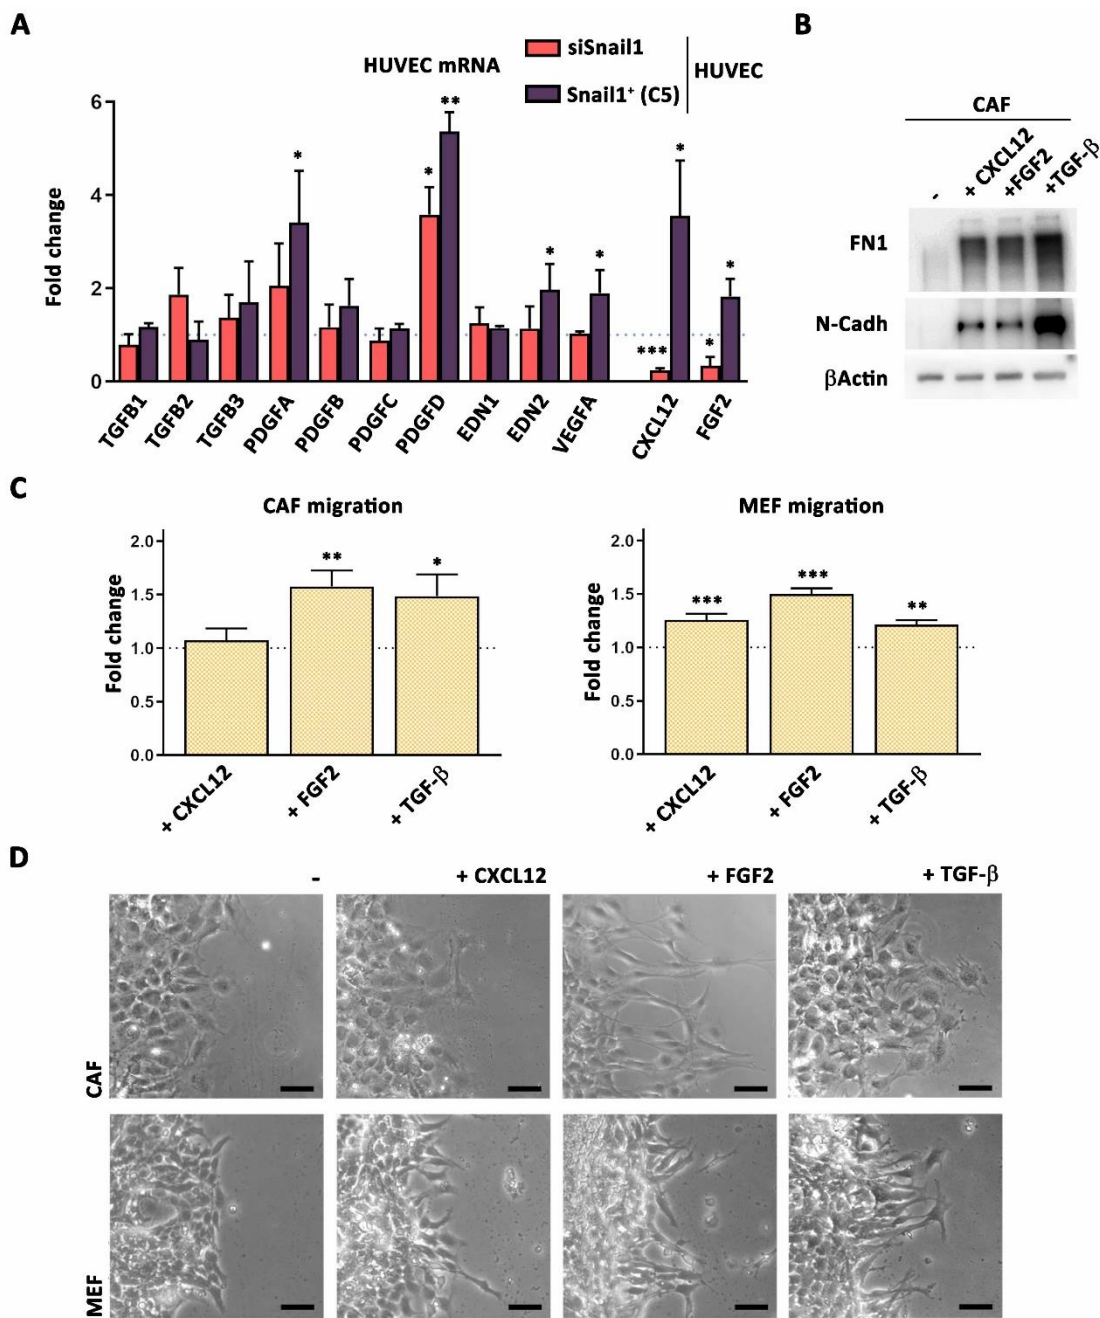 A
HUVEC mRNA
siSnail1
Snail1⁺ (C5)
HUVEC
Fold change
6
4
2
0
**
*
*
*
*
*
***
*
*
TGFB1
TGFB2
TGFB3
PDGFA
PDGFB
PDGFC
PDGFD
EDN1
EDN2
VEGFA
CXCL12
FGF2
B
CAF
-
+ CXCL12
+FGF2
+TGF-β
FN1
N-Cadh
βActin
C
CAF migration
Fold change
2.0
1.5
1.0
0.5
0.0
**
*
+ CXCL12
+ FGF2
+ TGF-β
MEF migration
Fold change
2.0
1.5
1.0
0.5
0.0
***
***
**
+ CXCL12
+ FGF2
+ TGF-β
D
-
+ CXCL12
+ FGF2
+ TGF-β
CAF
MEF